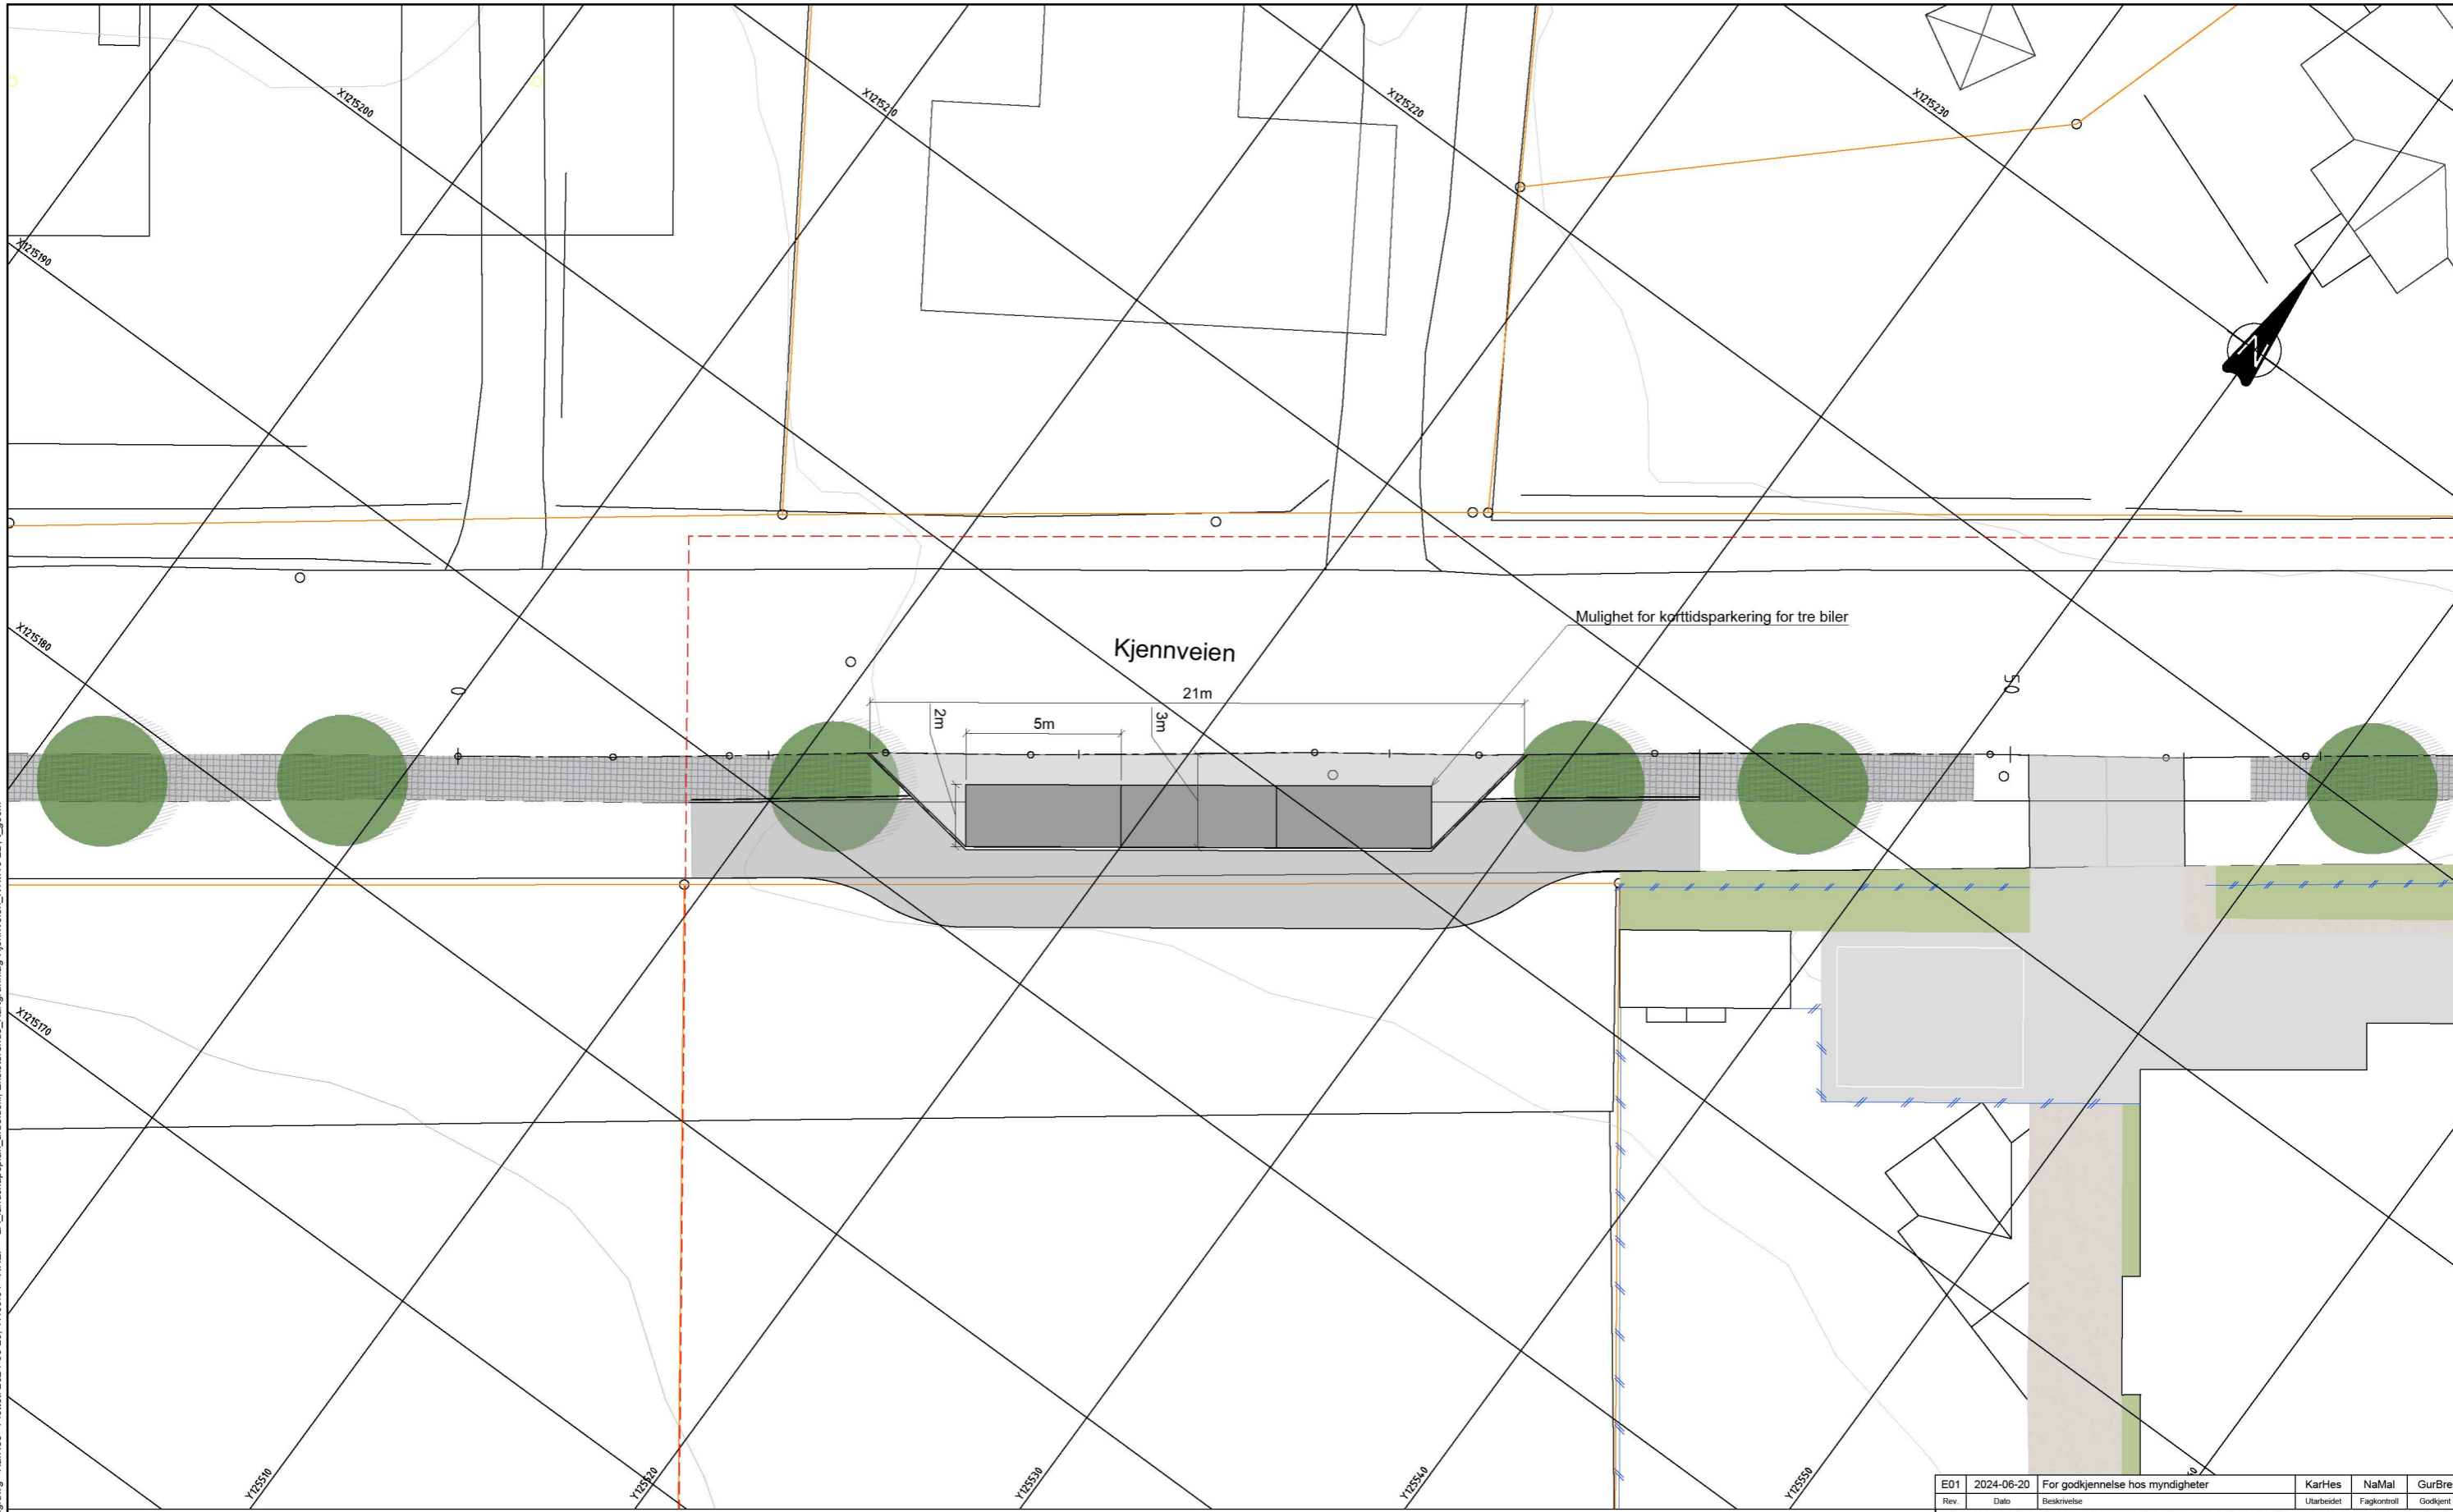 X1215200
X1215210
X1215220
X1215230
X1215190
N
X1215180
Mulighet for korttidsparkering for tre biler
Kjennveien
21m
0
50
2m
5m
3m
X1215170
Y125510
Y125520
Y125530
Y125540
Y125550
E01 2024-06-20 For godkjennelse hos myndigheter KarHes NaMal GurBre
Rev. Dato Beskrivelse Utarbeidet Fagkontroll Godkjent